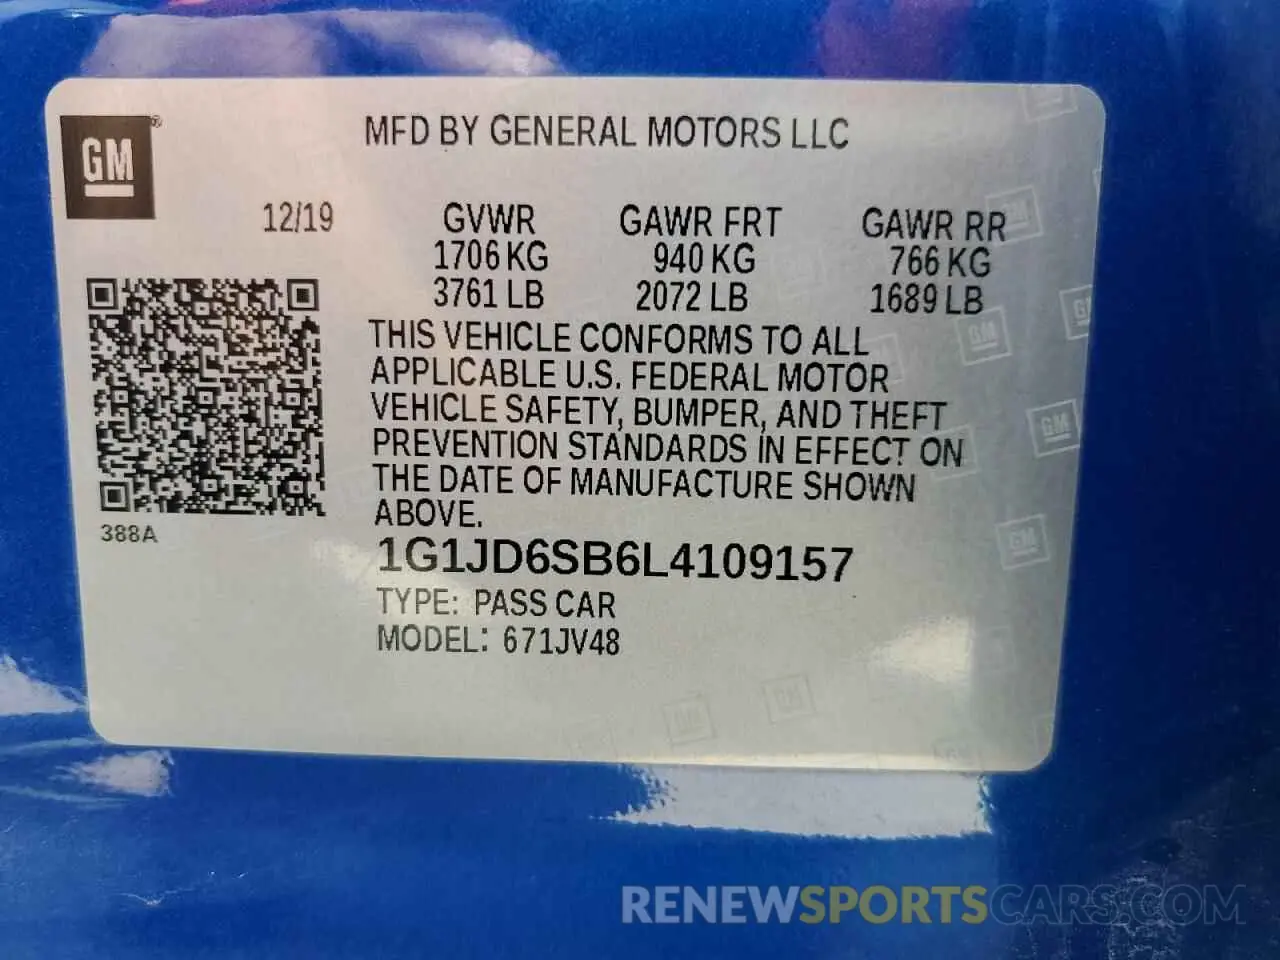 MFD BY GENERAL MOTORS LLC
GM®
12/19 GVWR GAWR FRT GAWR RR
1706 KG 940 KG 766 KG
3761 LB 2072 LB 1689 LB
THIS VEHICLE CONFORMS TO ALL
APPLICABLE U.S. FEDERAL MOTOR
VEHICLE SAFETY, BUMPER, AND THEFT
PREVENTION STANDARDS IN EFFECT ON
THE DATE OF MANUFACTURE SHOWN
ABOVE.
388A
1G1JD6SB6L4109157
TYPE: PASS CAR
MODEL: 671JV48
RENEWSPORTSCARS.COM